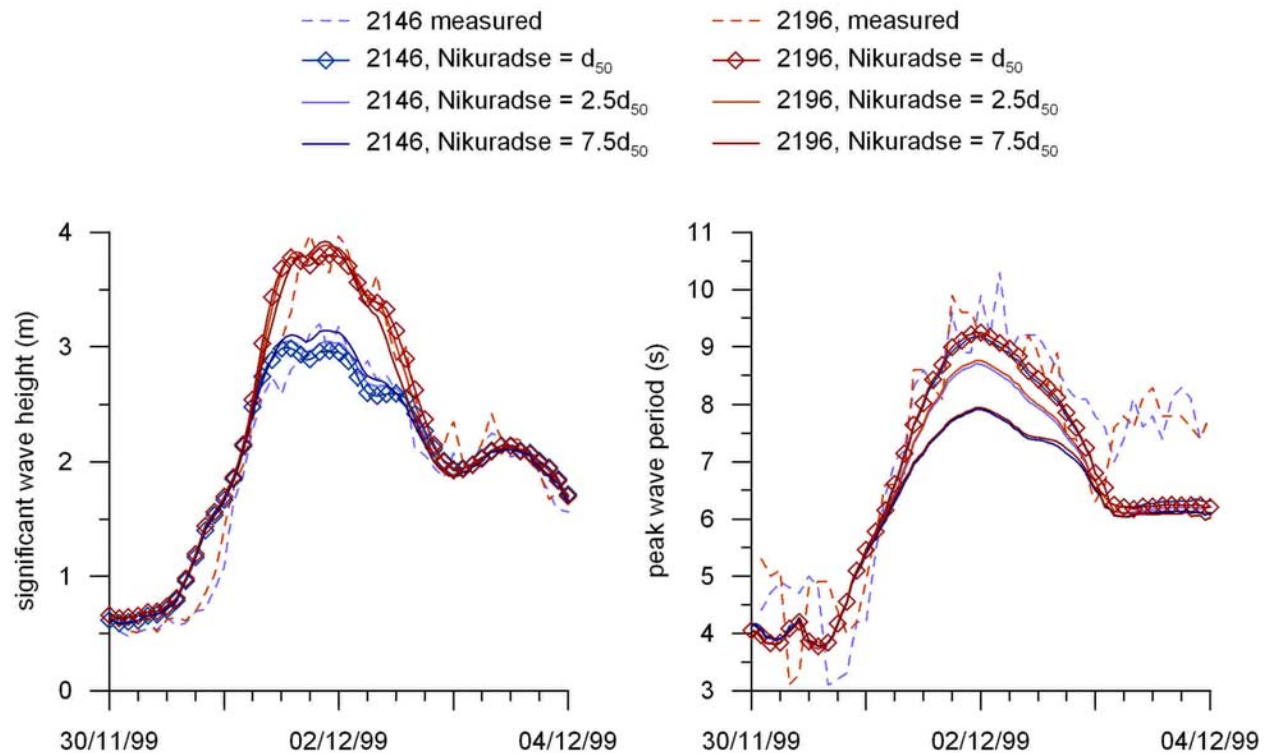 2146 measured
2146, Nikuradse = d50
2146, Nikuradse = 2.5d50
2146, Nikuradse = 7.5d50
2196, measured
2196, Nikuradse = d50
2196, Nikuradse = 2.5d50
2196, Nikuradse = 7.5d50
significant wave height (m)
4
3
2
1
0
30/11/99
02/12/99
04/12/99
peak wave period (s)
11
10
9
8
7
6
5
4
3
30/11/99
02/12/99
04/12/99